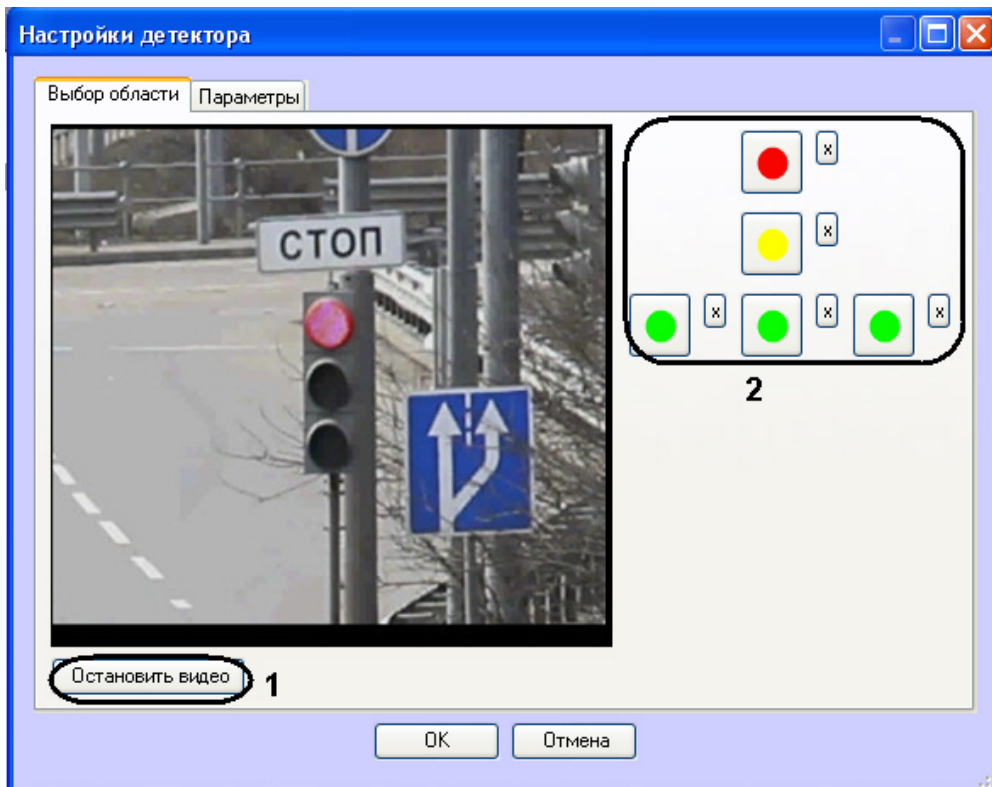 Настройки детектора
Выбор области Параметры
x
СТОП
x
x x x
2
Остановить видео 1
OK Отмена